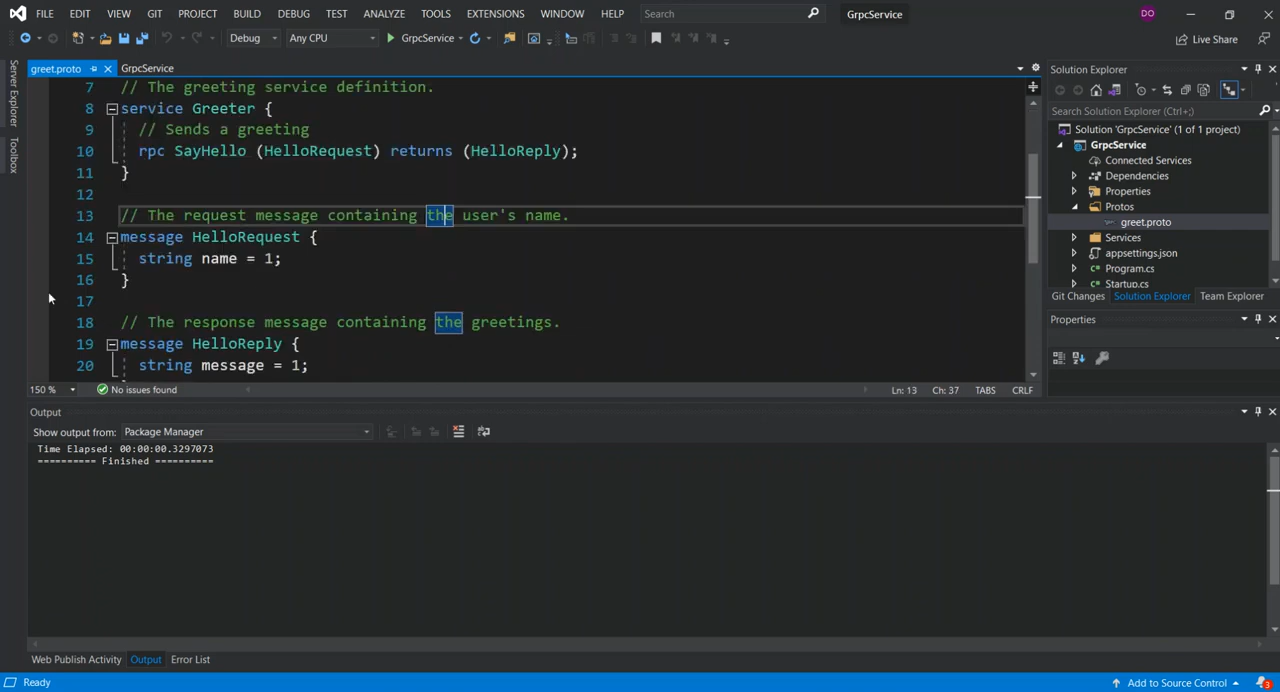 FILE EDIT VIEW GIT PROJECT BUILD DEBUG TEST ANALYZE TOOLS EXTENSIONS WINDOW HELP Search GrpcService DO
Debug Any CPU GrpcService Live Share
greet.proto GrpcService
Server Explorer
Toolbox
7 // The greeting service definition.
8 service Greeter {
9 // Sends a greeting
10 rpc SayHello (HelloRequest) returns (HelloReply);
11 }
12
13 // The request message containing the user's name.
14 message HelloRequest {
15 string name = 1;
16 }
17
18 // The response message containing the greetings.
19 message HelloReply {
20 string message = 1;
150 % No issues found Ln: 13 Ch: 37 TABS CRLF
Solution Explorer
Search Solution Explorer (Ctrl+;)
Solution 'GrpcService' (1 of 1 project)
GrpcService
Connected Services
Dependencies
Properties
Protos
greet.proto
Services
appsettings.json
Program.cs
Startup.cs
Git Changes Solution Explorer Team Explorer
Properties
Output
Show output from: Package Manager
Time Elapsed: 00:00:00.3297073
========== Finished ==========
Web Publish Activity Output Error List
Ready Add to Source Control 3